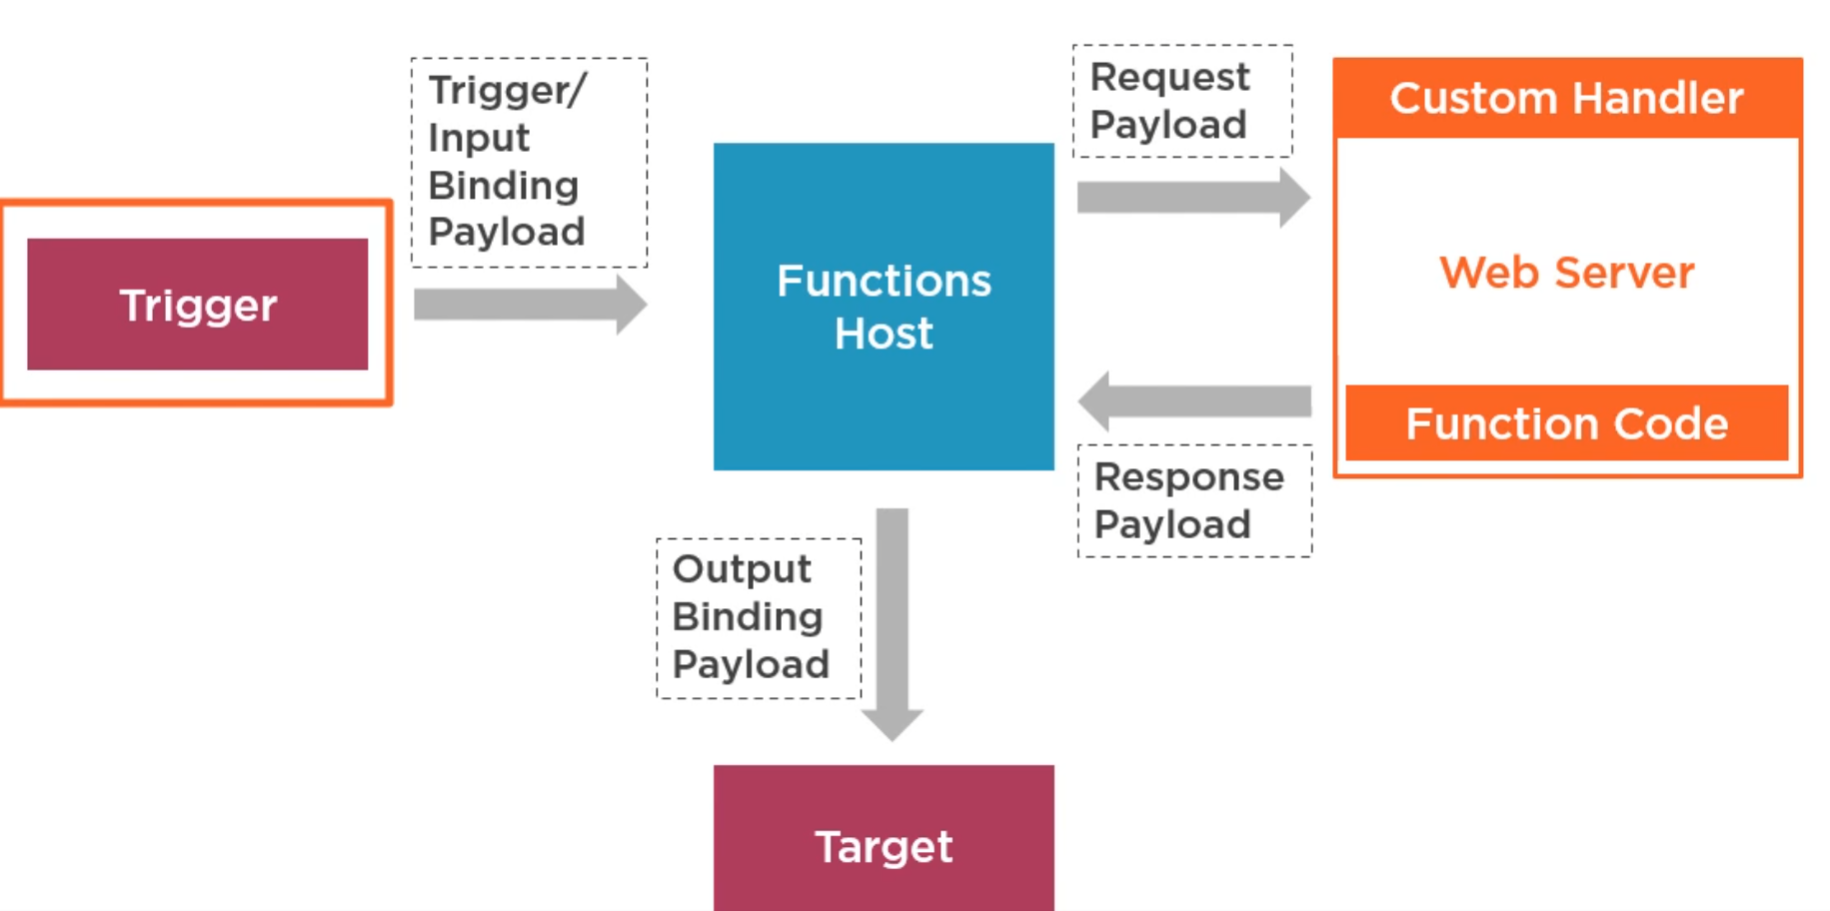 Trigger
Trigger/
Input
Binding
Payload
Functions
Host
Request
Payload
Custom Handler
Web Server
Function Code
Response
Payload
Output
Binding
Payload
Target